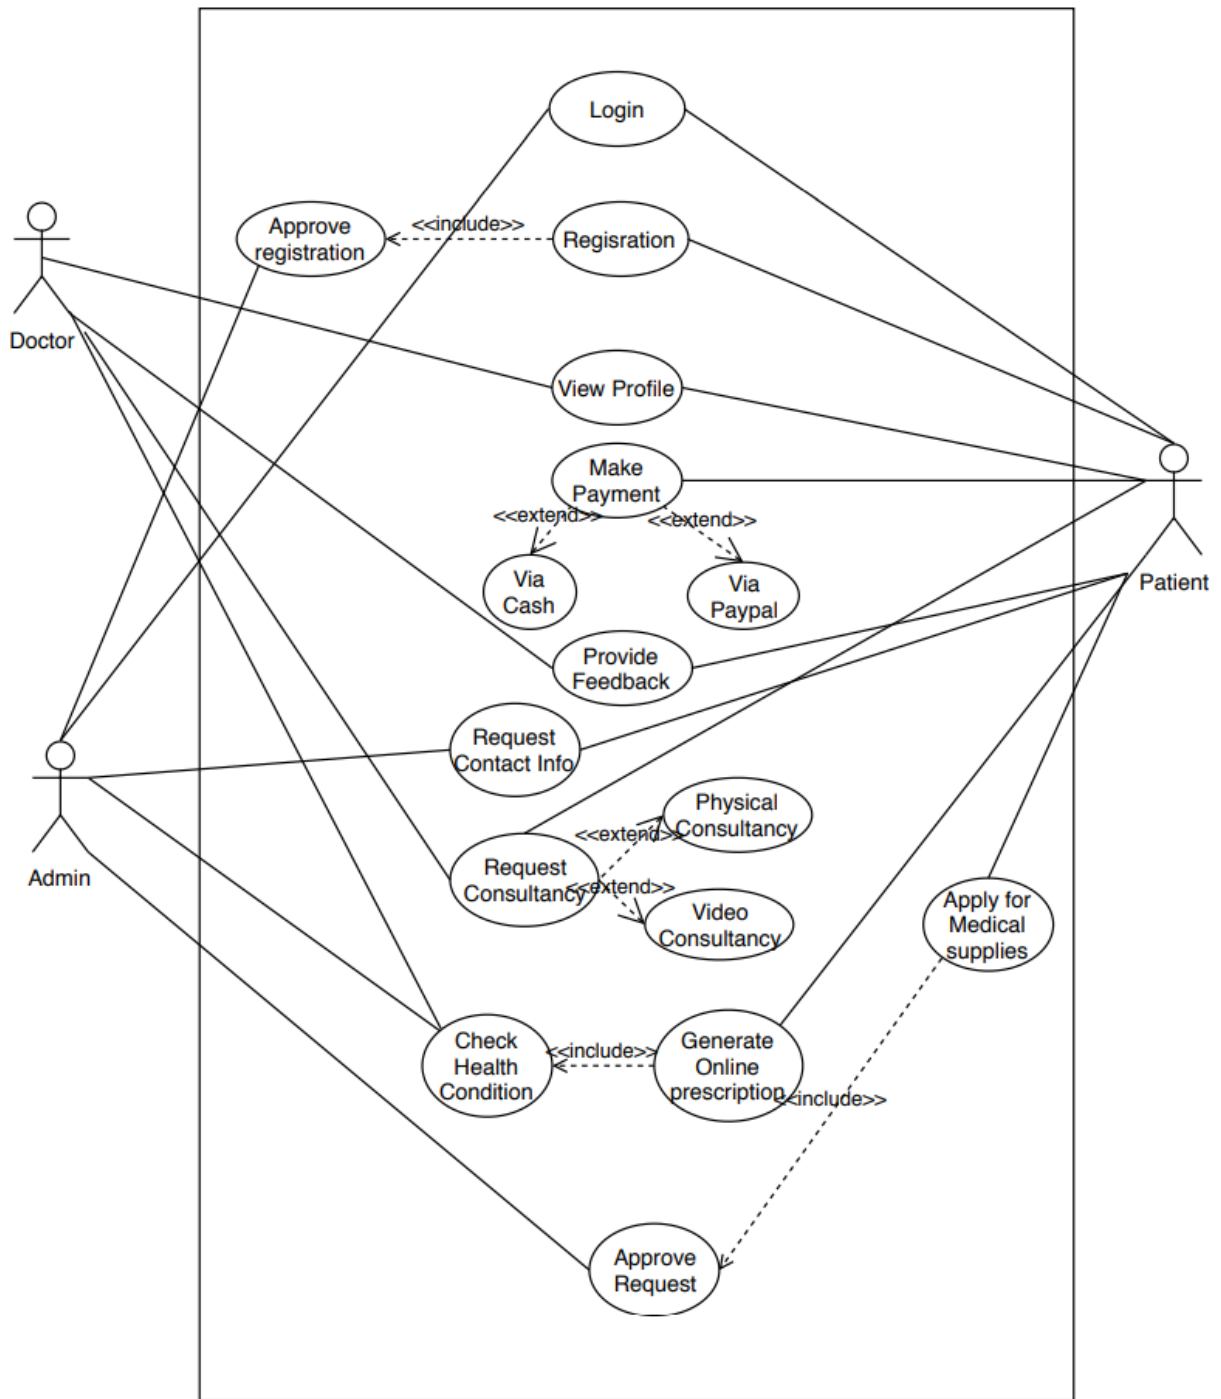 Login
Approve
registration
<<include>>
Regisration
Doctor
View Profile
Make
Payment
<<extend>>
<<extend>>
Via
Cash
Via
Paypal
Patient
Provide
Feedback
Request
Contact Info
Admin
Physical
Consultancy
<<extend>>
Request
Consultancy
<<extend>>
Video
Consultancy
Apply for
Medical
supplies
Check
Health
Condition
<<include>>
Generate
Online
prescription
<<include>>
Approve
Request